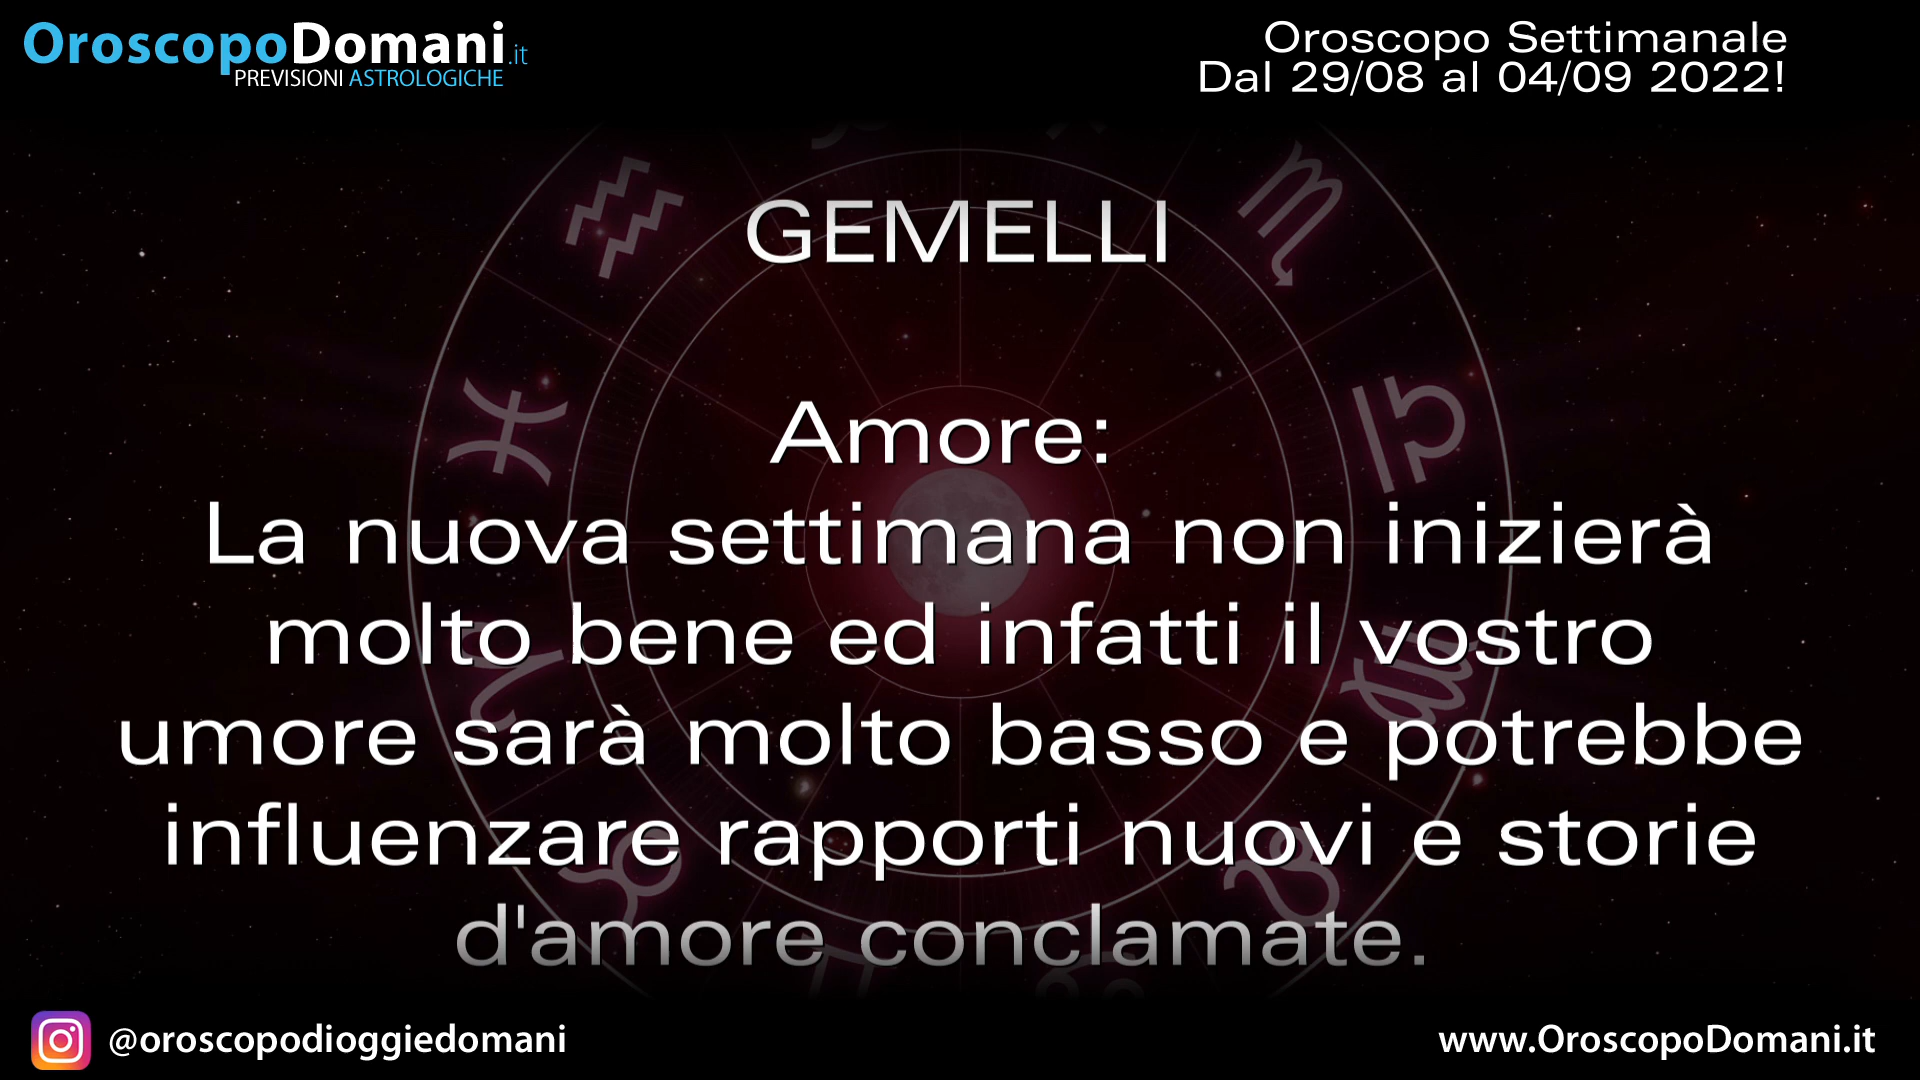 OroscopoDomani.it
PREVISIONI ASTROLOGICHE
Oroscopo Settimanale
Dal 29/08 al 04/09 2022!
GEMELLI
Amore:
La nuova settimana non inizierà
molto bene ed infatti il vostro
umore sarà molto basso e potrebbe
influenzare rapporti nuovi e storie
d'amore conclamate.
@oroscopodioggiedomani
www.OroscopoDomani.it